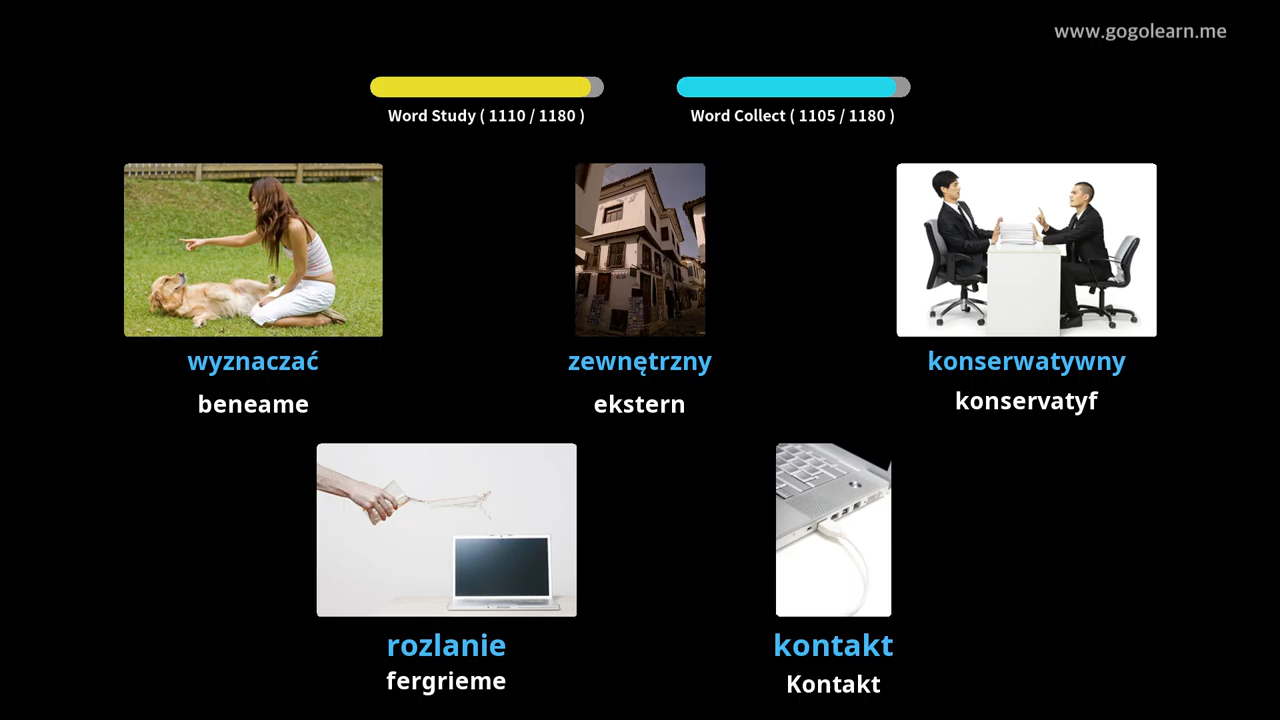 www.gogolearn.me
Word Study ( 1110 / 1180 )
Word Collect ( 1105 / 1180 )
wyznaczać
zewnętrzny
konserwatywny
beneame
ekstern
konservatyf
rozlanie
kontakt
fergrieme
Kontakt